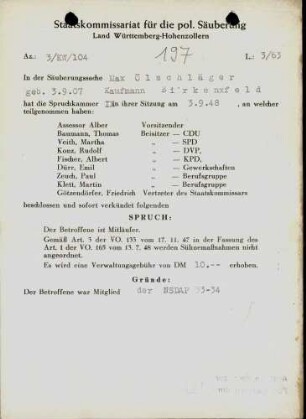 Staatskommissariat für die pol. Säuberung
Land Württemberg-Hohenzollern
Az.: 3/KK/104 197 L.: 3/63
In der Säuberungssache Max Ölschläger
geb. 3.9.07 Kaufmann Birkenfeld
hat die Spruchkammer in ihrer Sitzung am 3.9.48, an welcher
teilgenommen haben:
Assessor Alber Vorsitzender
Baumann, Thomas Beisitzer — CDU
Veith, Martha „ — SPD
Konz, Rudolf „ — DVP,
Fischer, Albert „ — KPD,
Dürr, Emil „ — Gewerkschaften
Zeuch, Paul „ — Berufsgruppe
Klett, Martin „ — Berufsgruppe
Götzendörfer, Friedrich Vertreter des Staatskommissars
beschlossen und sofort verkündet folgenden
SPRUCH:
Der Betroffene ist Mitläufer.
Gemäß Art. 3 der VO. 133 vom 17. 11. 47 in der Fassung des
Art. I der VO. 165 vom 13. 7. 48 werden Sühnemaßnahmen nicht
angeordnet.
Es wird eine Verwaltungsgebühr von DM 10.-- erhoben.
Gründe:
Der Betroffene war Mitglied der NSDAP 33-34